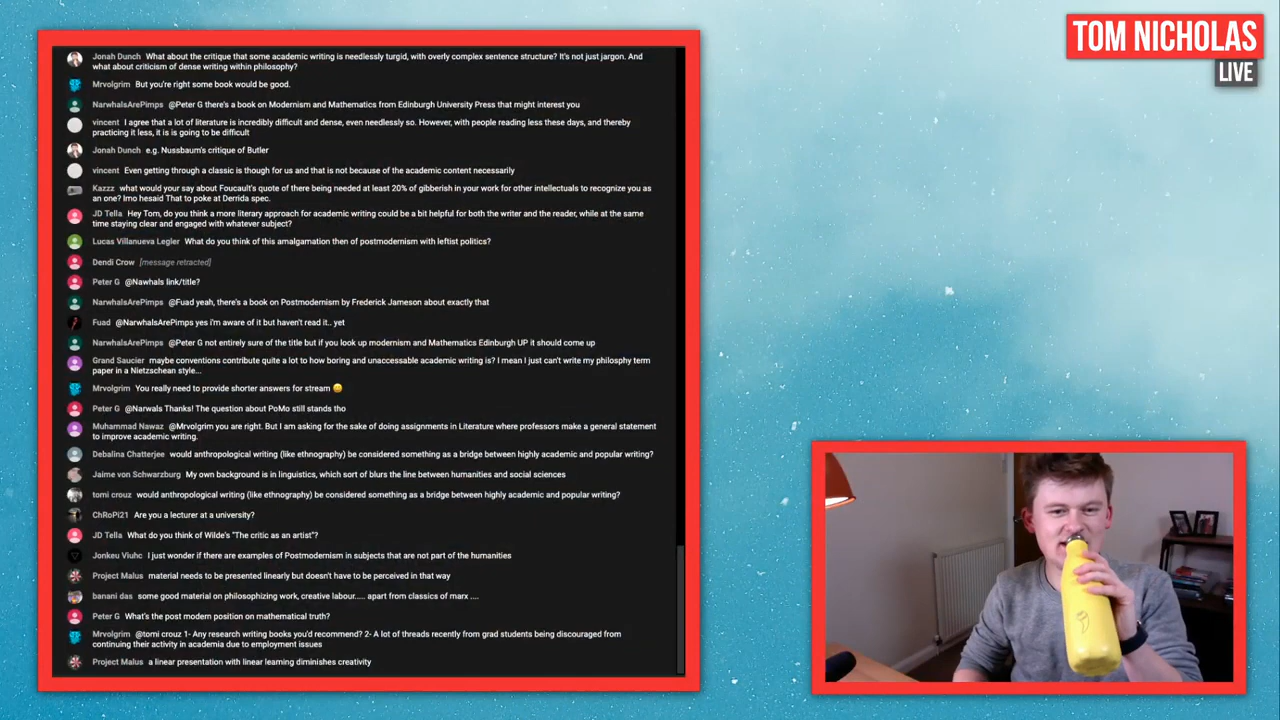 TOM NICHOLAS
LIVE
Jonah Dunch What about the critique that some academic writing is needlessly turgid, with overly complex sentence structure? It's not just jargon. And
what about criticism of dense writing within philosophy?
Mrvolgrim But you're right some book would be good.
NarwhalsArePimps @Peter G there's a book on Modernism and Mathematics from Edinburgh University Press that might interest you
vincent I agree that a lot of literature is incredibly difficult and dense, even needlessly so. However, with people reading less these days, and thereby
practicing it less, it is is going to be difficult
Jonah Dunch e.g. Nussbaum's critique of Butler
vincent Even getting through a classic is though for us and that is not because of the academic content necessarily
Kazzz what would your say about Foucault's quote of there being needed at least 20% of gibberish in your work for other intellectuals to recognize you as
an one? Imo hesaid That to poke at Derrida spec.
JD Tella Hey Tom, do you think a more literary approach for academic writing could be a bit helpful for both the writer and the reader, while at the same
time staying clear and engaged with whatever subject?
Lucas Villanueva Legler What do you think of this amalgamation then of postmodernism with leftist politics?
Dendi Crow [message retracted]
Peter G @Nawhals link/title?
NarwhalsArePimps @Fuad yeah, there's a book on Postmodernism by Frederick Jameson about exactly that
Fuad @NarwhalsArePimps yes i'm aware of it but haven't read it.. yet
NarwhalsArePimps @Peter G not entirely sure of the title but if you look up modernism and Mathematics Edinburgh UP it should come up
Grand Saucier maybe conventions contribute quite a lot to how boring and unaccessable academic writing is? I mean I just can't write my philosphy term
paper in a Nietzschean style...
Mrvolgrim You really need to provide shorter answers for stream 😄
Peter G @Narwals Thanks! The question about PoMo still stands tho
Muhammad Nawaz @Mrvolgrim you are right. But I am asking for the sake of doing assignments in Literature where professors make a general statement
to improve academic writing.
Debalina Chatterjee would anthropological writing (like ethnography) be considered something as a bridge between highly academic and popular writing?
Jaime von Schwarzburg My own background is in linguistics, which sort of blurs the line between humanities and social sciences
tomi crouz would anthropological writing (like ethnography) be considered something as a bridge between highly academic and popular writing?
ChRoPi21 Are you a lecturer at a university?
JD Tella What do you think of Wilde's "The critic as an artist"?
Jonkeu Viuhc I just wonder if there are examples of Postmodernism in subjects that are not part of the humanities
Project Malus material needs to be presented linearly but doesn't have to be perceived in that way
banani das some good material on philosophizing work, creative labour..... apart from classics of marx ....
Peter G What's the post modern position on mathematical truth?
Mrvolgrim @tomi crouz 1- Any research writing books you'd recommend? 2- A lot of threads recently from grad students being discouraged from
continuing their activity in academia due to employment issues
Project Malus a linear presentation with linear learning diminishes creativity